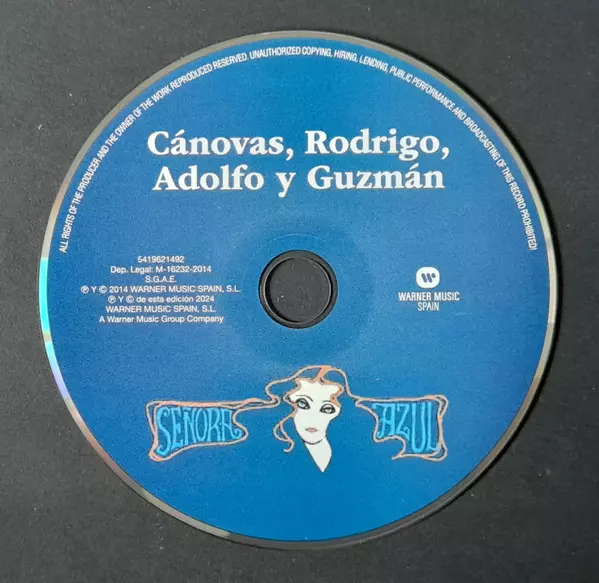 ALL RIGHTS OF THE PRODUCER AND THE OWNER OF THE WORK REPRODUCED RESERVED. UNAUTHORIZED COPYING, HIRING, LENDING, PUBLIC PERFORMANCE AND BROADCASTING OF THIS RECORD PROHIBITED!
Cánovas, Rodrigo,
Adolfo y Guzmán
5419621492
Dep. Legal: M-16232-2014
S.G.A.E.
Ⓟ Y © 2014 WARNER MUSIC SPAIN, S.L.
Ⓟ Y © de esta edición 2024
WARNER MUSIC SPAIN, S.L.
A Warner Music Group Company
WARNER MUSIC
SPAIN
SEÑORA AZUL